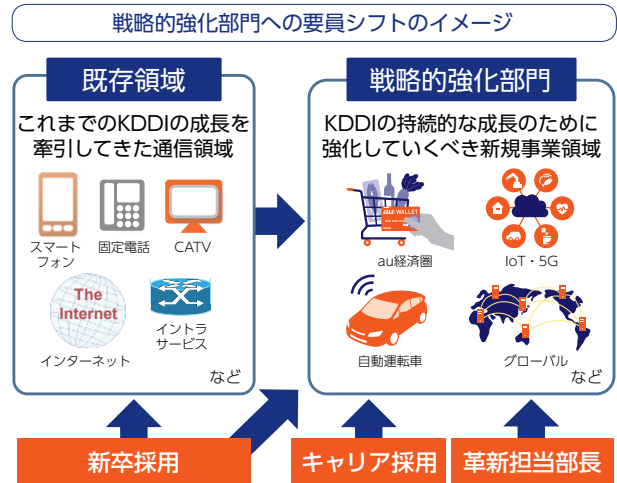 戦略的強化部門への要員シフトのイメージ
既存領域
これまでのKDDIの成長を
牽引してきた通信領域
スマート
フォン
固定電話
CATV
The
Internet
インターネット
イントラ
サービス
など
戦略的強化部門
KDDIの持続的な成長のために
強化していくべき新規事業領域
au WALLET
au経済圏
IoT・5G
自動運転車
グローバル
など
新卒採用
キャリア採用
革新担当部長